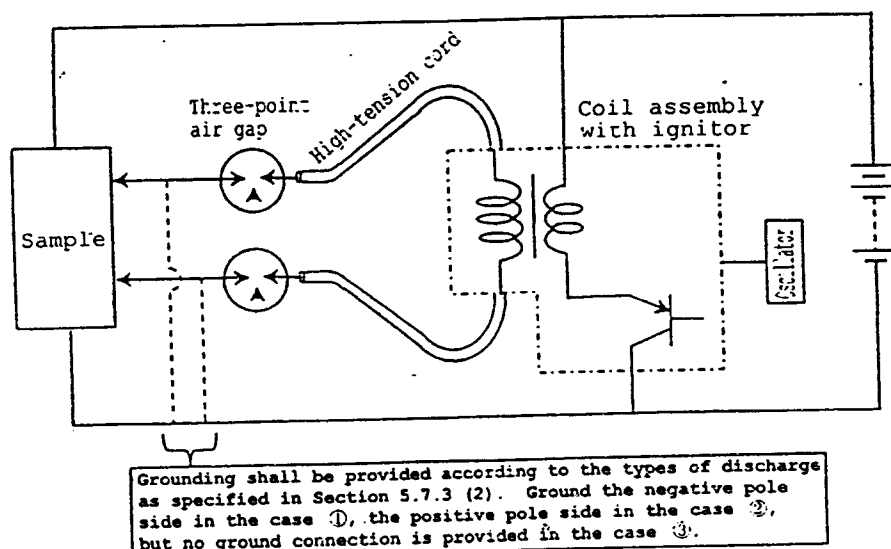 Three-point
air gap
High-tension cord
Coil assembly
with ignitor
Sample
Oscillator
Grounding shall be provided according to the types of discharge
as specified in Section 5.7.3 (2). Ground the negative pole
side in the case ①, the positive pole side in the case ②,
but no ground connection is provided in the case ③.